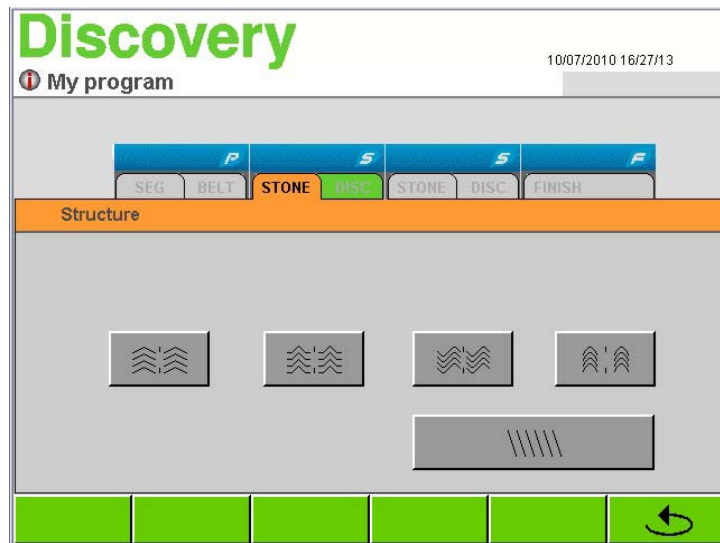 Discovery
10/07/2010 16/27/13
My program
P S S F
SEG BELT STONE DISC STONE DISC FINISH
Structure